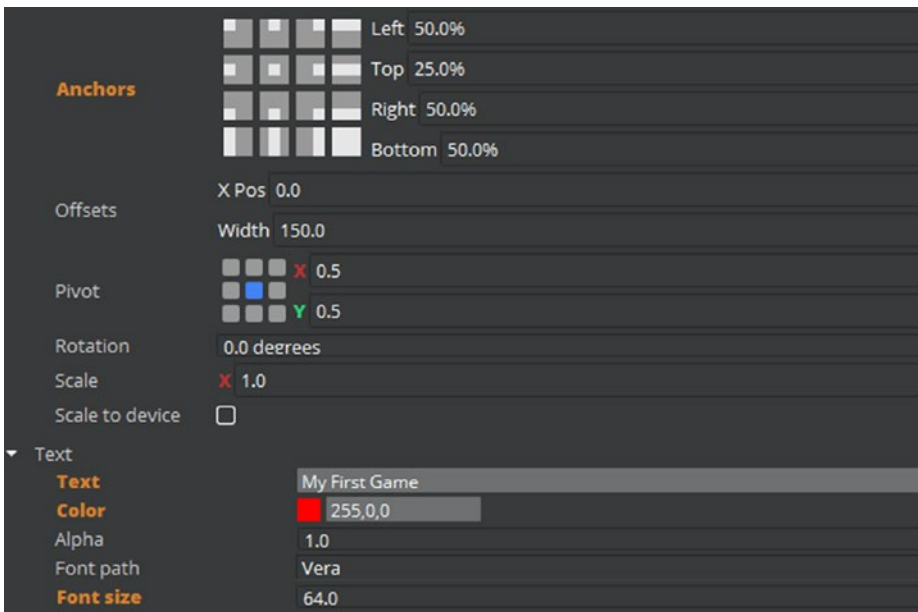 Anchors
Left 50.0%
Top 25.0%
Right 50.0%
Bottom 50.0%
Offsets
X Pos 0.0
Width 150.0
Pivot
X 0.5
Y 0.5
Rotation 0.0 degrees
Scale X 1.0
Scale to device
Text
Text My First Game
Color 255,0,0
Alpha 1.0
Font path Vera
Font size 64.0